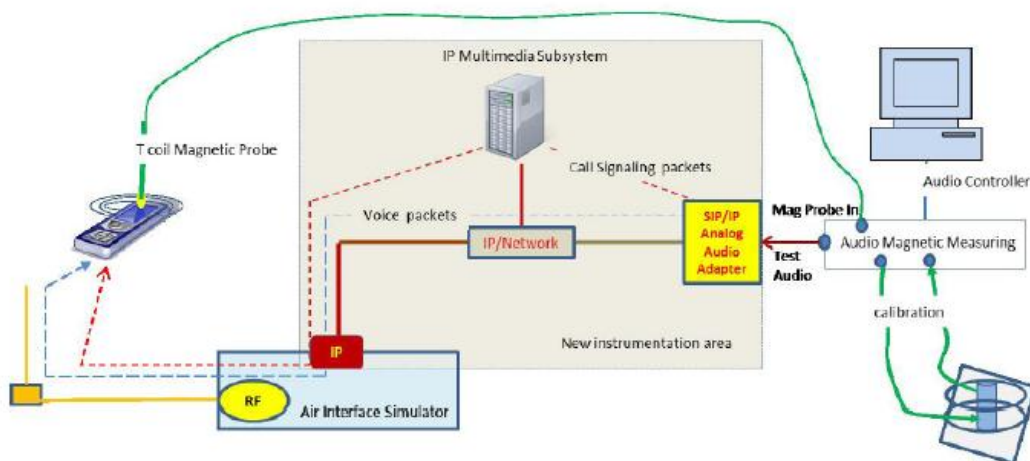 IP Multimedia Subsystem
T coil Magnetic Probe
Call Signaling packets
Audio Controller
Voice packets
Mag Probe In
SIP/IP
Analog
Audio
Adapter
IP/Network
Audio Magnetic Measuring
Test
Audio
calibration
IP
New instrumentation area
RF
Air Interface Simulator